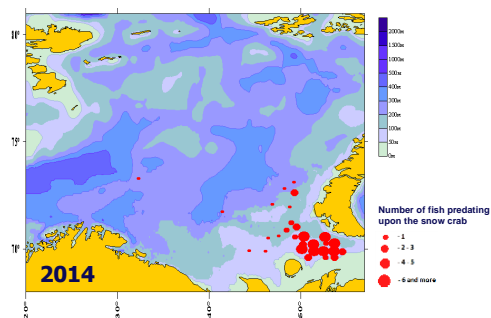 2000m
1500m
1000m
500m
400m
300m
200m
100m
50m
0m
Number of fish predating
upon the snow crab
- 1
- 2 - 3
- 4 - 5
- 6 and more
2014